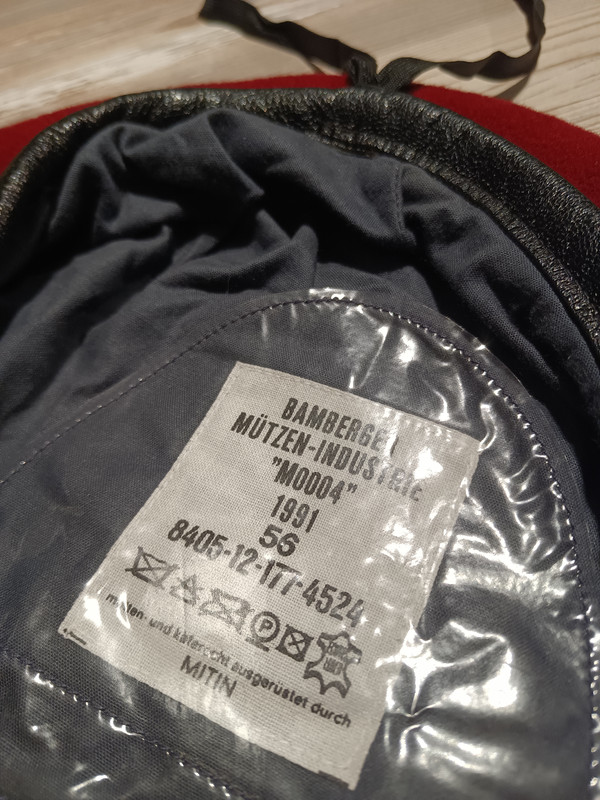 BAMBERGER
MÜTZEN-INDUSTRIE
"M0004"
1991
56
8405-12-177-4524
P
motten- und käferecht ausgerüstet durch
MITIN